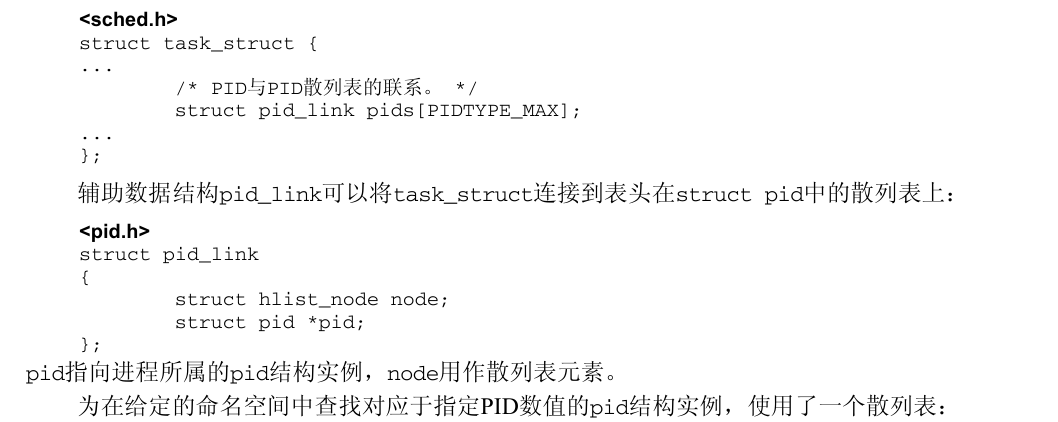 <sched.h>
struct task_struct {
...
/* PID与PID散列表的联系。 */
struct pid_link pids[PIDTYPE_MAX];
...
};
辅助数据结构pid_link可以将task_struct连接到表头在struct pid中的散列表上：
<pid.h>
struct pid_link
{
struct hlist_node node;
struct pid *pid;
};
pid指向进程所属的pid结构实例，node用作散列表元素。
为在给定的命名空间中查找对应于指定PID数值的pid结构实例，使用了一个散列表：